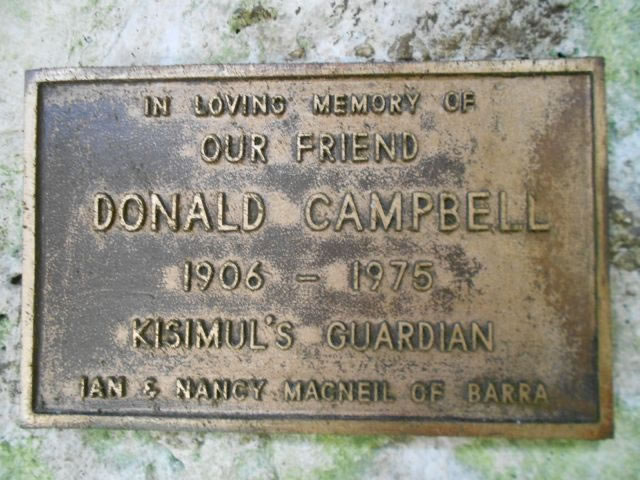 IN LOVING MEMORY OF
OUR FRIEND
DONALD CAMPBELL
1906 - 1975
KISIMUL'S GUARDIAN
IAN & NANCY MACNEIL OF BARRA